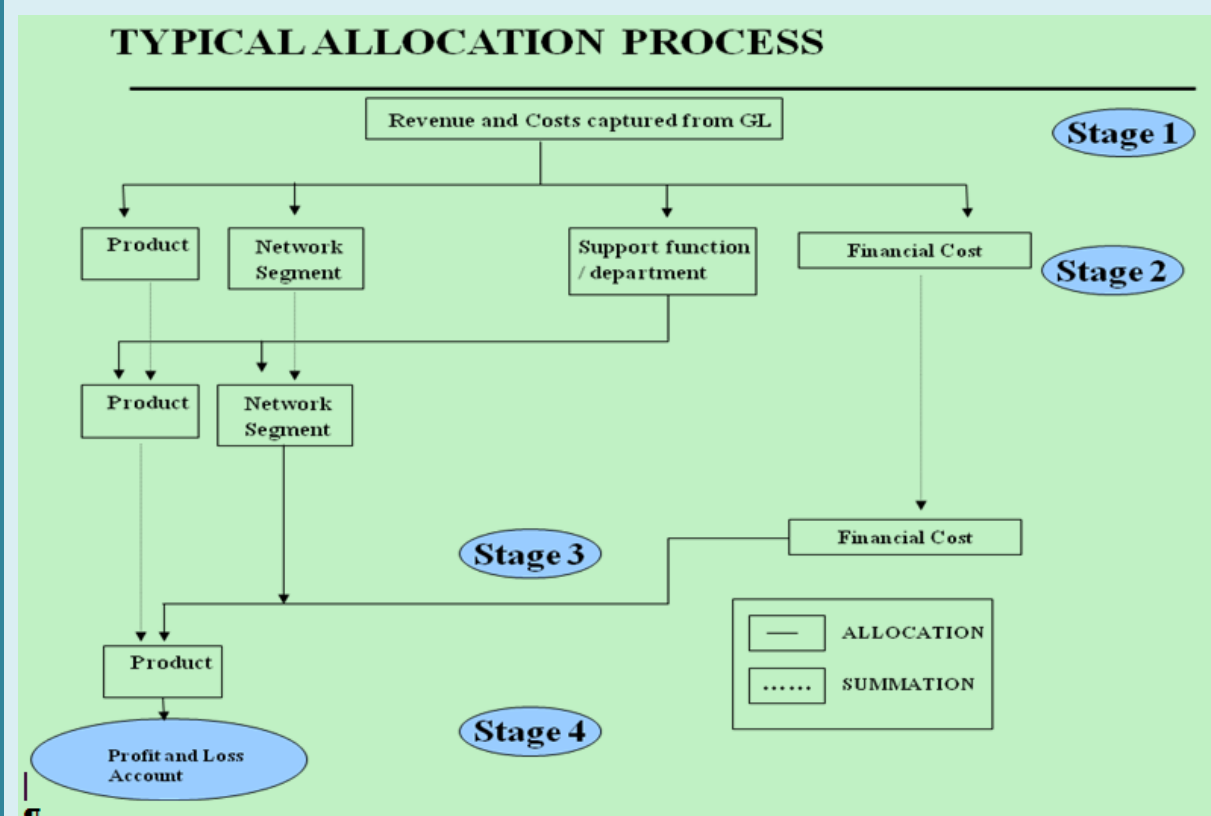 TYPICAL ALLOCATION PROCESS
Revenue and Costs captured from GL
Stage 1
Product
Network
Segment
Support function
/ department
Financial Cost
Stage 2
Product
Network
Segment
Stage 3
Financial Cost
ALLOCATION
SUMMATION
Product
Stage 4
Profit and Loss
Account
¶